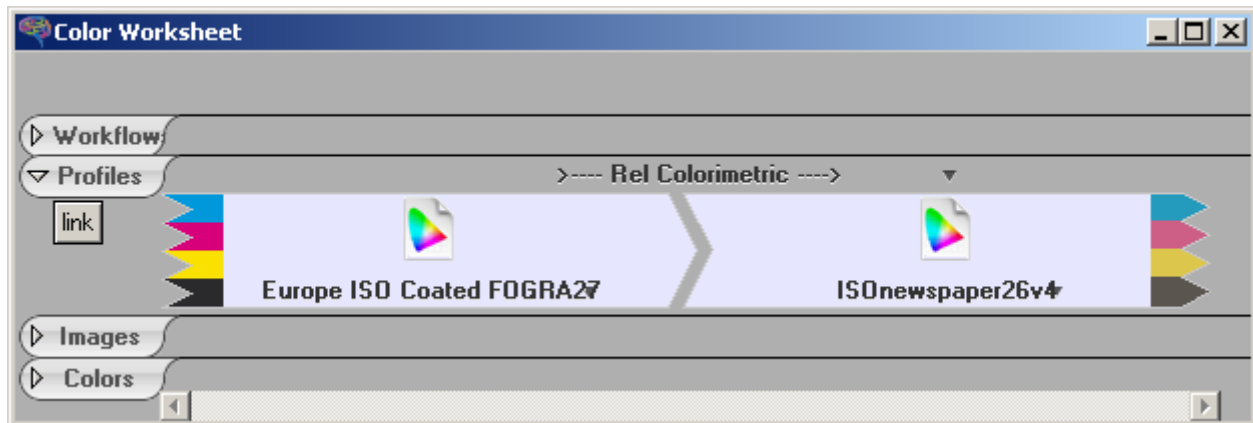 Color Worksheet
Workflow
Profiles
>---- Rel Colorimetric ---->
link
Europe ISO Coated FOGRA27
ISOnewspaper26v4
Images
Colors